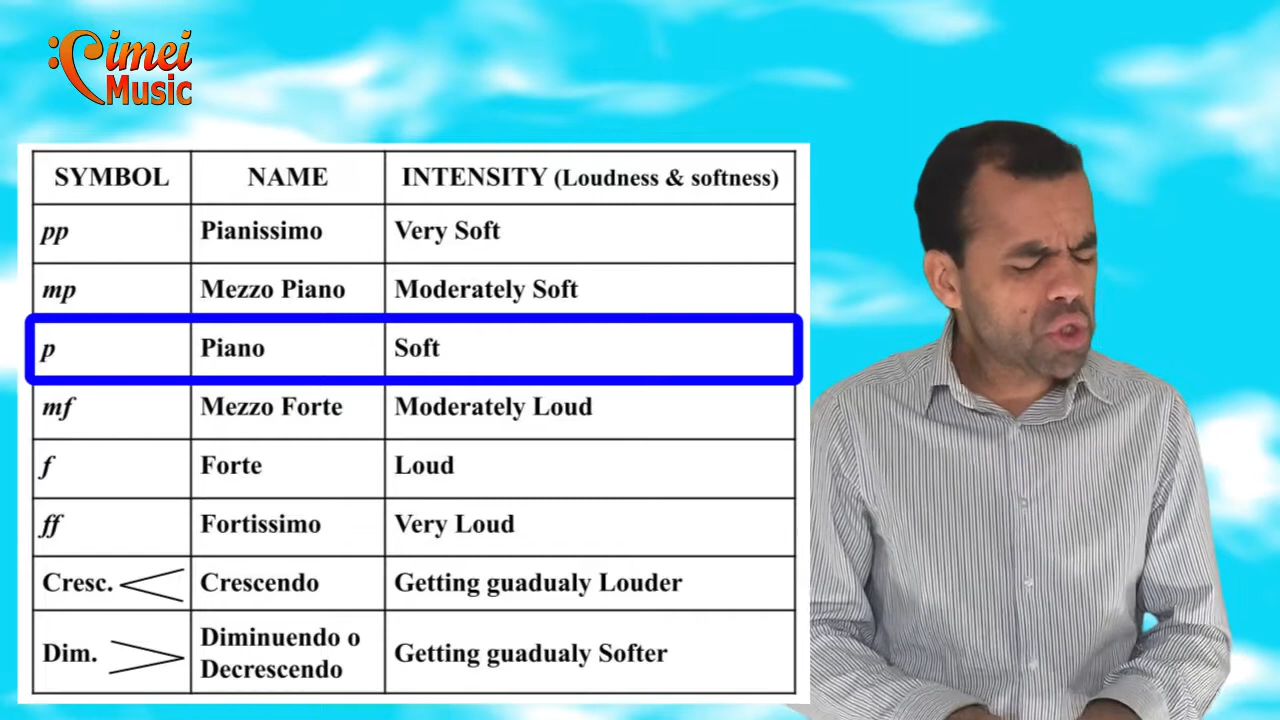 Cimei
Music
SYMBOL NAME INTENSITY (Loudness & softness)
pp Pianissimo Very Soft
mp Mezzo Piano Moderately Soft
p Piano Soft
mf Mezzo Forte Moderately Loud
f Forte Loud
ff Fortissimo Very Loud
Cresc. Crescendo Getting guadualy Louder
Dim. Diminuendo o
Decrescendo Getting guadualy Softer